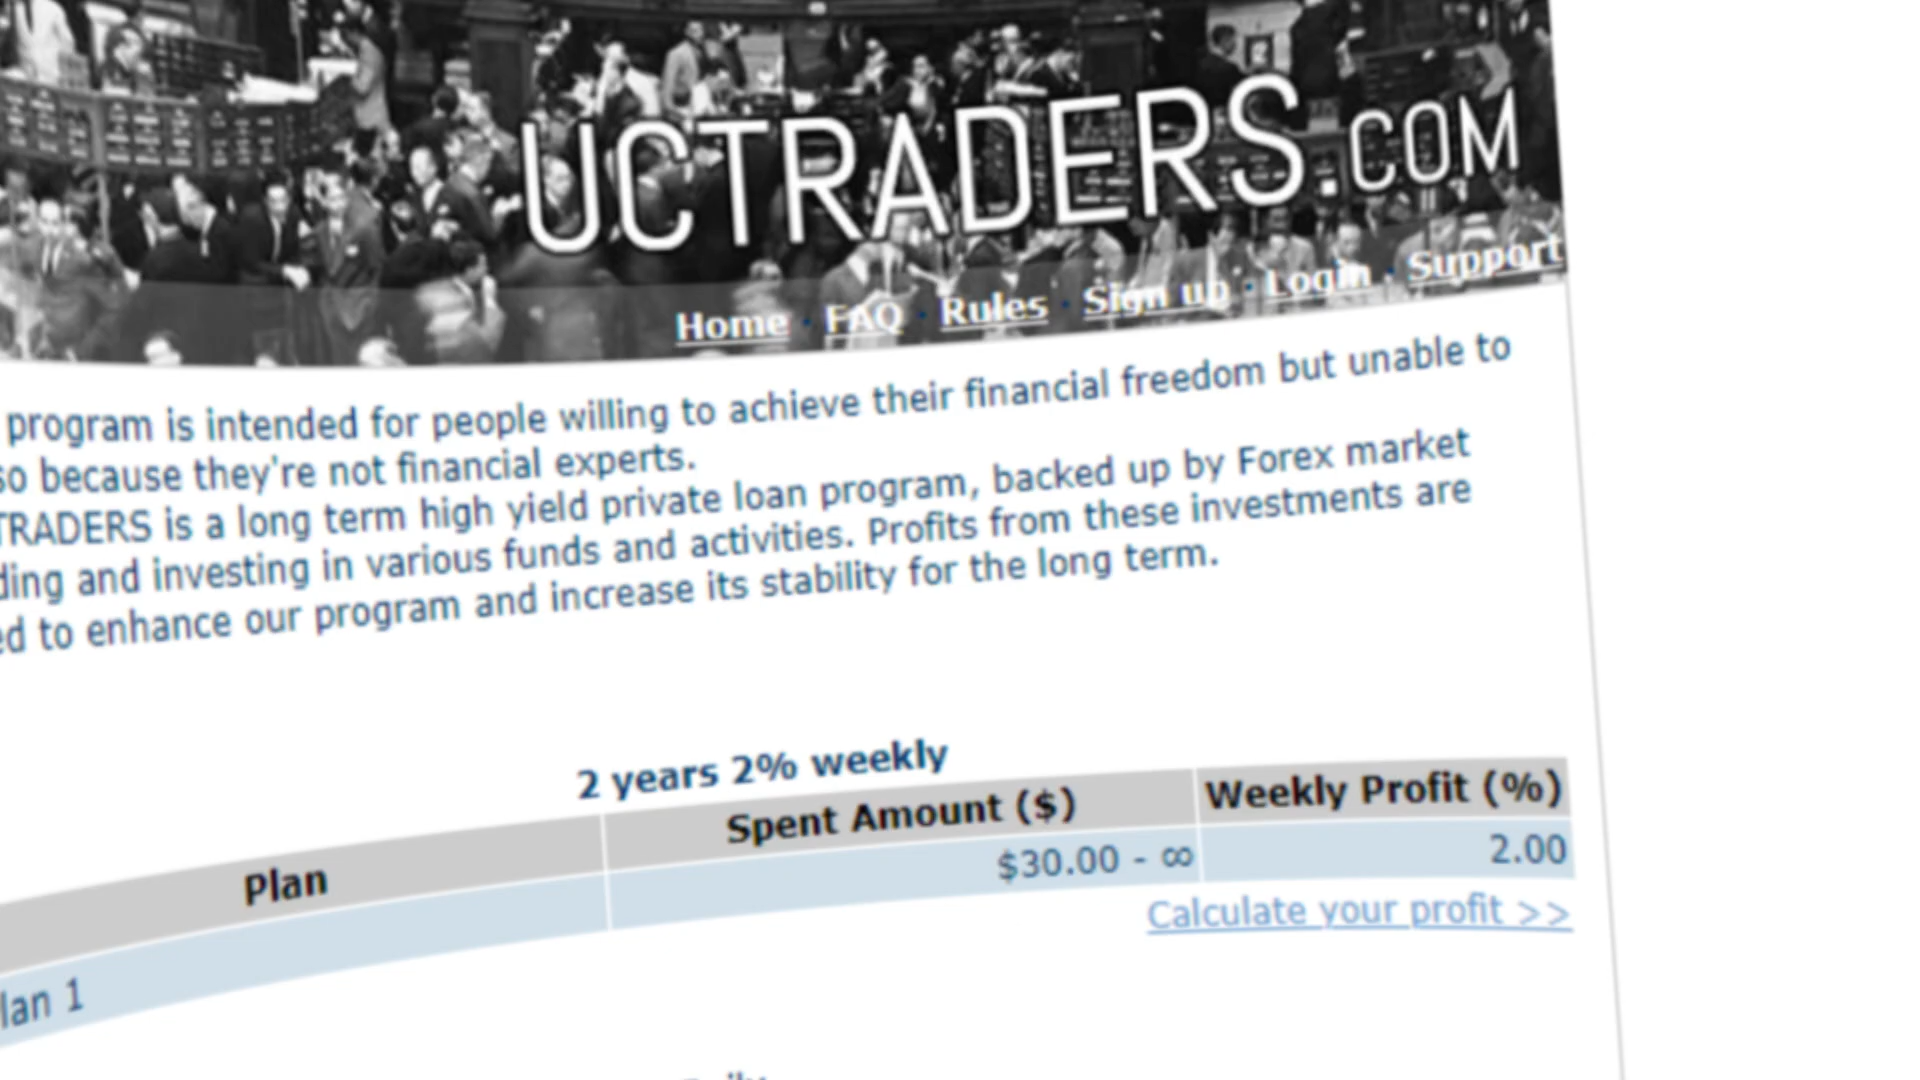 UCTRADERS.COM
Home · FAQ · Rules · Sign up · Login · Support
program is intended for people willing to achieve their financial freedom but unable to
so because they're not financial experts.
TRADERS is a long term high yield private loan program, backed up by Forex market
ding and investing in various funds and activities. Profits from these investments are
ed to enhance our program and increase its stability for the long term.
2 years 2% weekly
Plan Spent Amount ($) Weekly Profit (%)
lan 1 $30.00 - ∞ 2.00
Calculate your profit >>